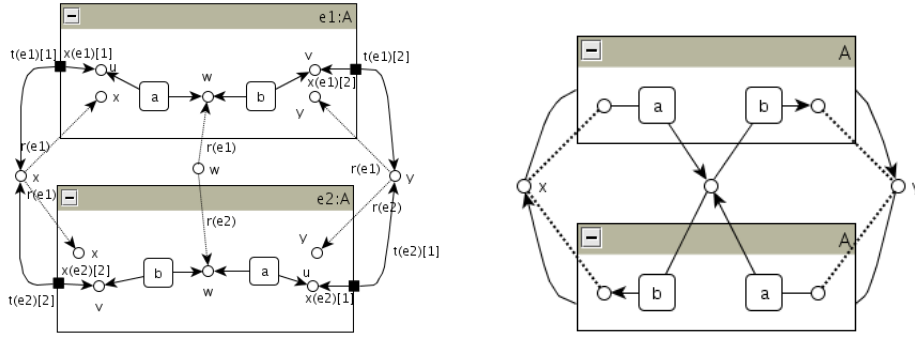 e1:A
t(e1)[1] x(e1)[1] v t(e1)[2]
u w x(e1)[2]
a b
x y
r(e1) r(e1) r(e1)
x w y
r(e1) r(e2) r(e2)
e2:A
x y t(e2)[1]
x(e2)[2] b a u
t(e2)[2] v w x(e2)[1]
A
a b
x y
A
b a